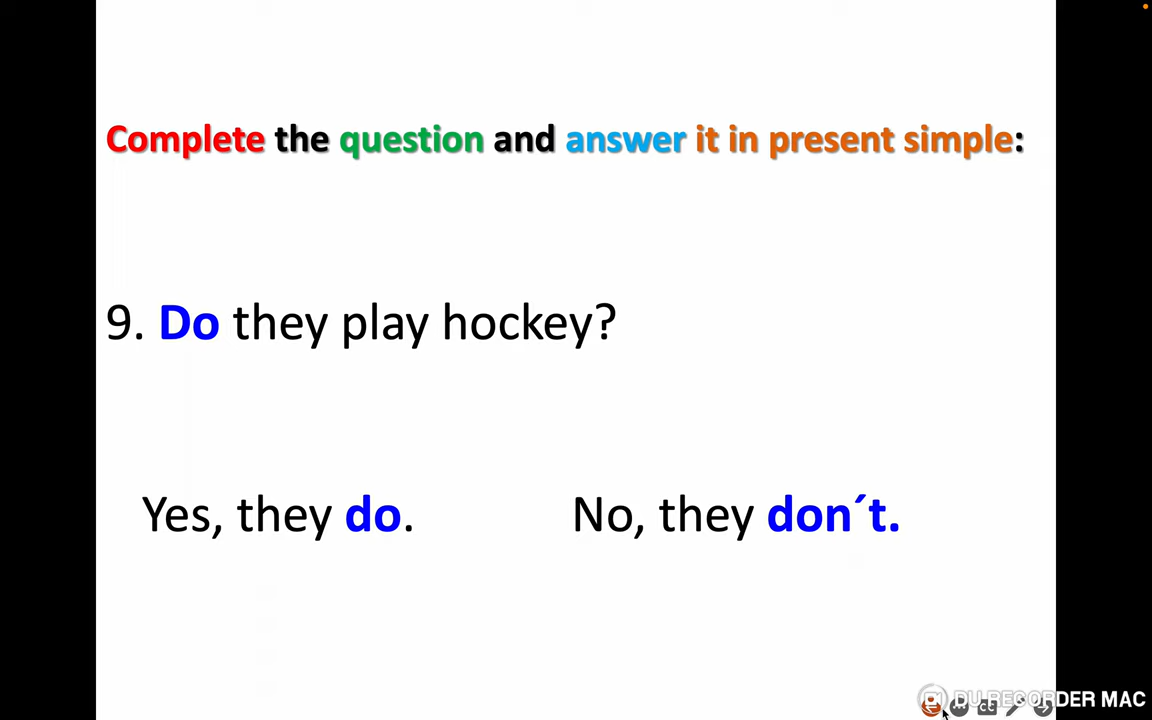 Complete the question and answer it in present simple:
9. Do they play hockey?
Yes, they do. No, they don´t.
DU RECORDER MAC
CC